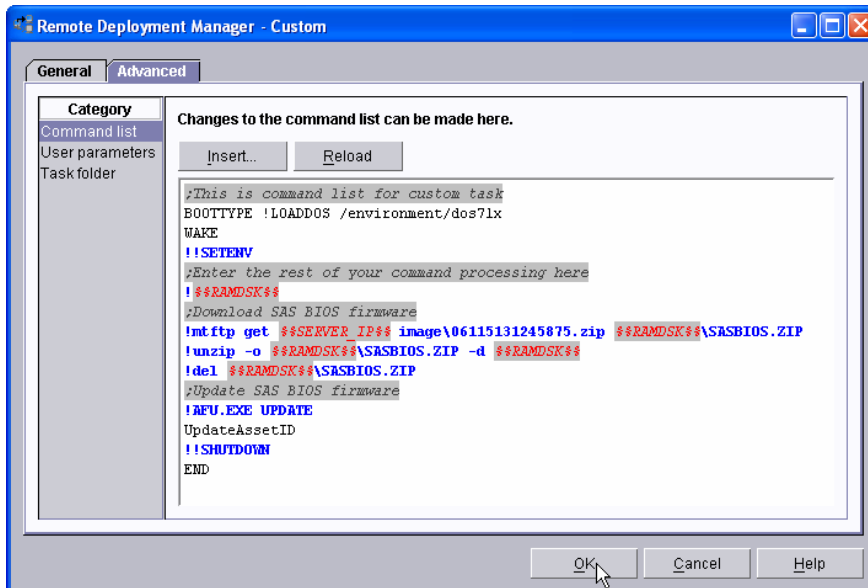 Remote Deployment Manager - Custom
General Advanced
Category
Command list
User parameters
Task folder
Changes to the command list can be made here.
Insert... Reload
;This is command list for custom task
BOOTTYPE !LOADDOS /environment/dos71x
WAKE
!!SETENV
;Enter the rest of your command processing here
!$$RAMDSK$$
;Download SAS BIOS firmware
!mtftp get $$SERVER_IP$$ image\06115131245875.zip $$RAMDSK$$\SASBIOS.ZIP
!unzip -o $$RAMDSK$$\SASBIOS.ZIP -d $$RAMDSK$$
!del $$RAMDSK$$\SASBIOS.ZIP
;Update SAS BIOS firmware
!AFU.EXE UPDATE
UpdateAssetID
!!SHUTDOWN
END
OK Cancel Help